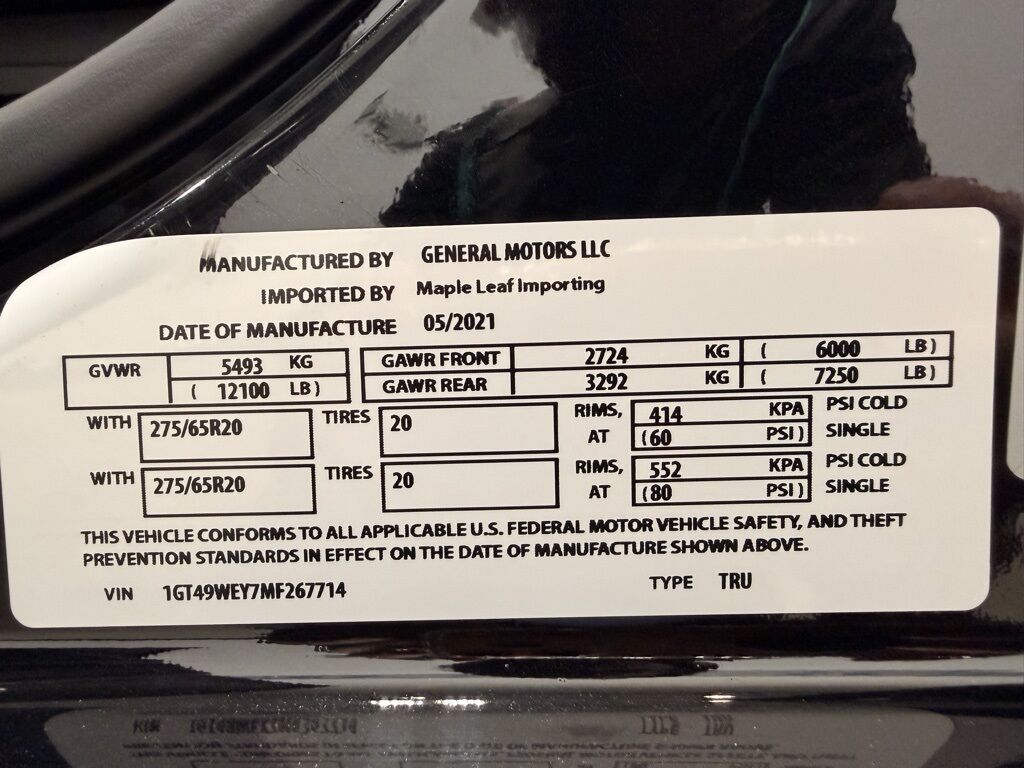 MANUFACTURED BY GENERAL MOTORS LLC
IMPORTED BY Maple Leaf Importing
DATE OF MANUFACTURE 05/2021
GVWR 5493 KG GAWR FRONT 2724 KG ( 6000 LB )
( 12100 LB ) GAWR REAR 3292 KG ( 7250 LB )
WITH 275/65R20 TIRES 20 RIMS, 414 KPA PSI COLD
AT (60 PSI ) SINGLE
WITH 275/65R20 TIRES 20 RIMS, 552 KPA PSI COLD
AT (80 PSI ) SINGLE
THIS VEHICLE CONFORMS TO ALL APPLICABLE U.S. FEDERAL MOTOR VEHICLE SAFETY, AND THEFT
PREVENTION STANDARDS IN EFFECT ON THE DATE OF MANUFACTURE SHOWN ABOVE.
VIN 1GT49WEY7MF267714 TYPE TRU